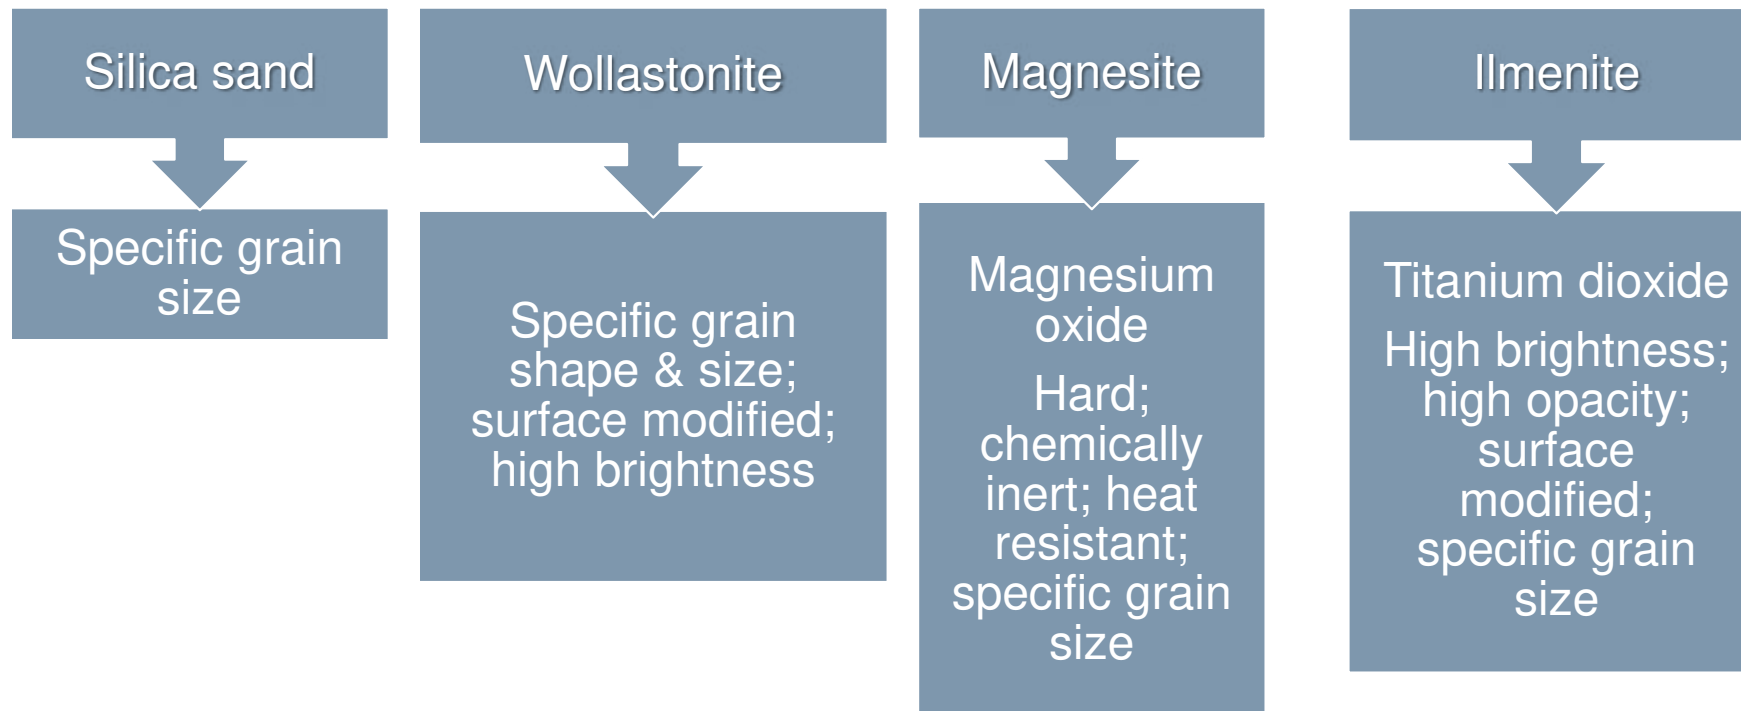 Silica sand
Specific grain
size
Wollastonite
Specific grain
shape & size;
surface modified;
high brightness
Magnesite
Magnesium
oxide
Hard;
chemically
inert; heat
resistant;
specific grain
size
Ilmenite
Titanium dioxide
High brightness;
high opacity;
surface
modified;
specific grain
size